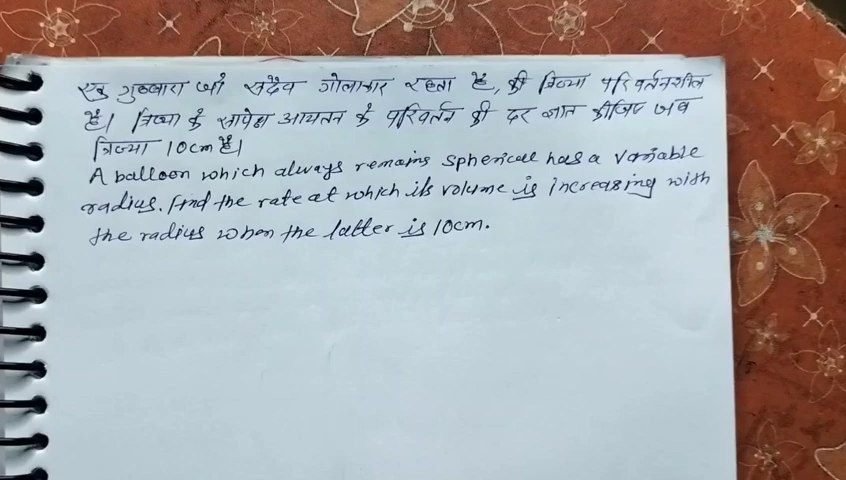 एक गुब्बारा जो सदैव गोलाकार रहता है, की त्रिज्या परिवर्तनशील
है। त्रिज्या के सापेक्ष आयतन के परिवर्तन की दर ज्ञात कीजिए जब
त्रिज्या 10cm है।
A balloon which always remains spherical has a variable
radius. Find the rate at which its volume is increasing with
the radius when the latter is 10cm.